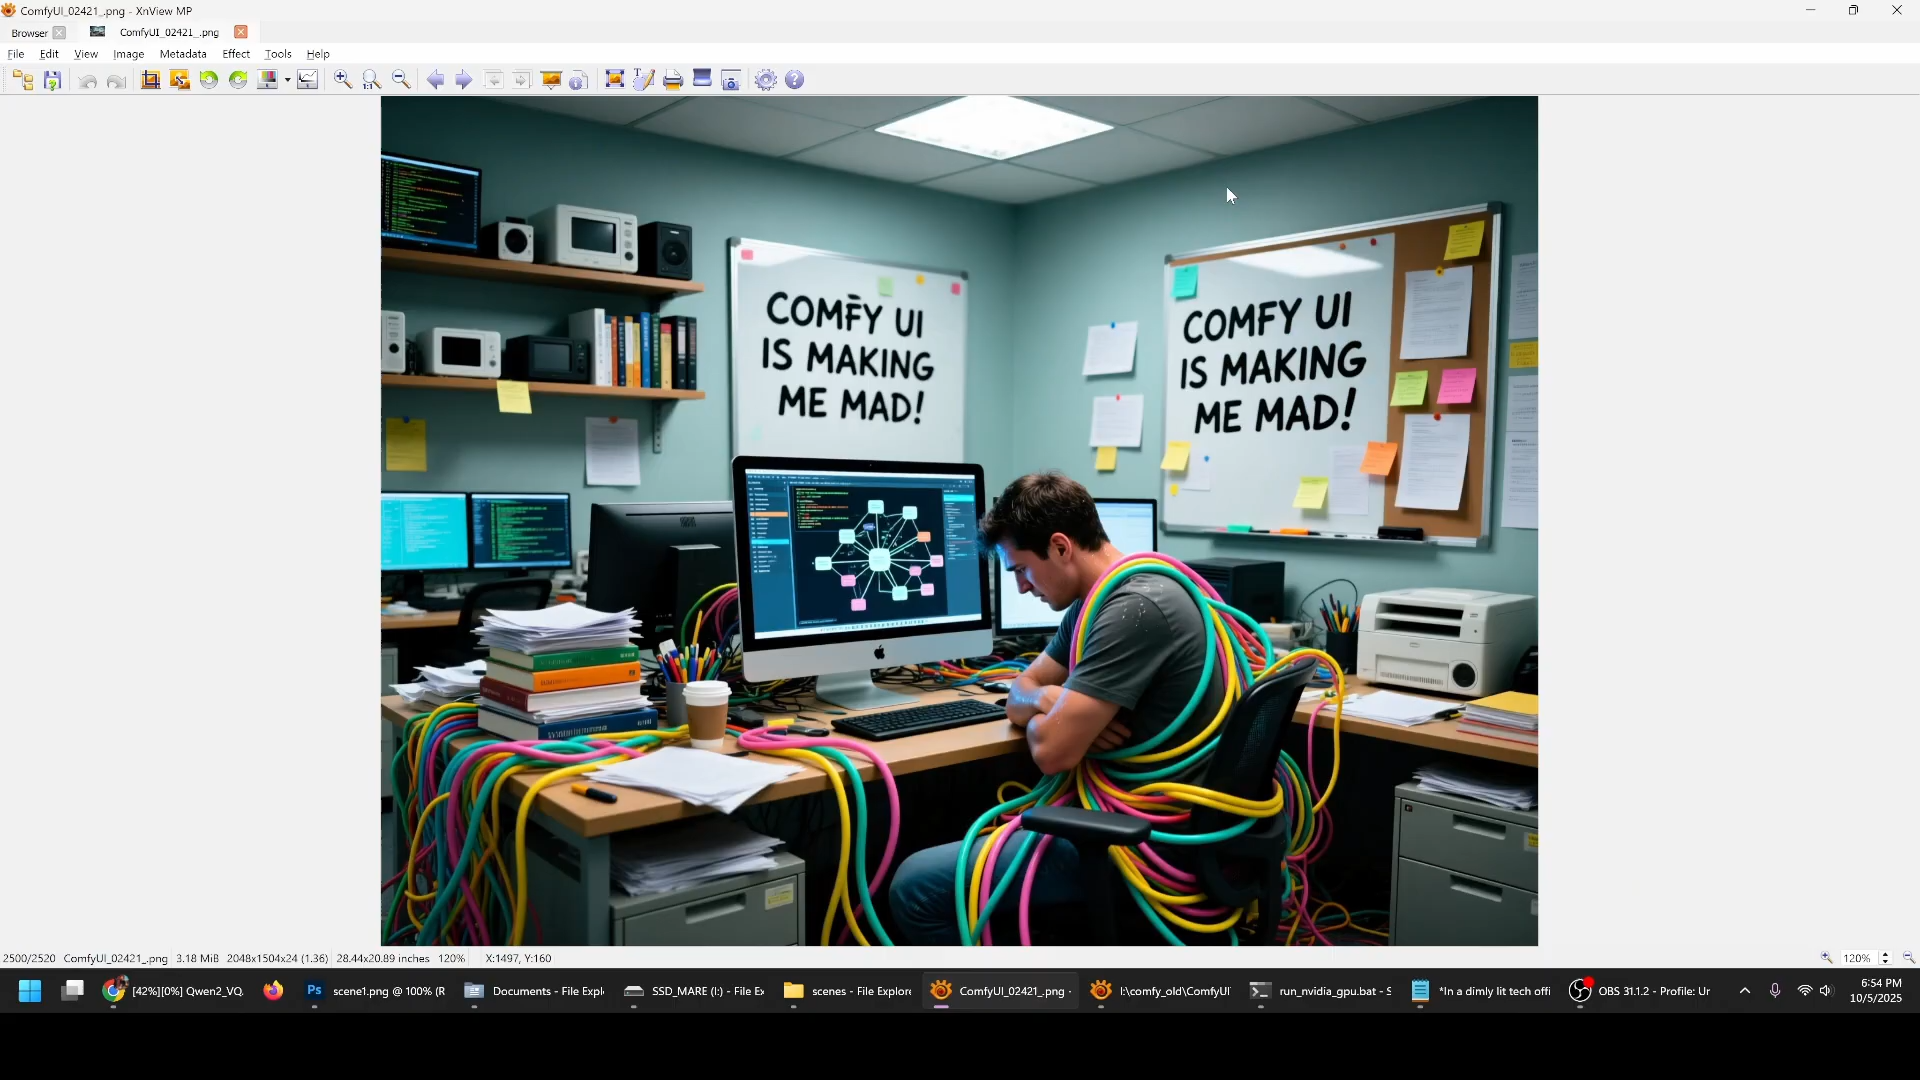 ComfyUI_02421_.png - XnView MP
Browser
ComfyUI_02421_.png
File Edit View Image Metadata Effect Tools Help
COMFY UI
IS MAKING
ME MAD!
COMFY UI
IS MAKING
ME MAD!
2500/2520 ComfyUI_02421_.png 3.18 MiB 2048x1504x24 (1.36) 28.44x20.89 inches 120% X:1497, Y:160
120%
[42%][0%] Qwen2_VQ.
scene1.png @ 100% (R
Documents - File Expl
SSD_MARE (I:) - File Ex
scenes - File Explore
ComfyUI_02421_.png -
I:\comfy_old\ComfyUI
run_nvidia_gpu.bat - S
*In a dimly lit tech offi
OBS 31.1.2 - Profile: Ur
6:54 PM
10/5/2025